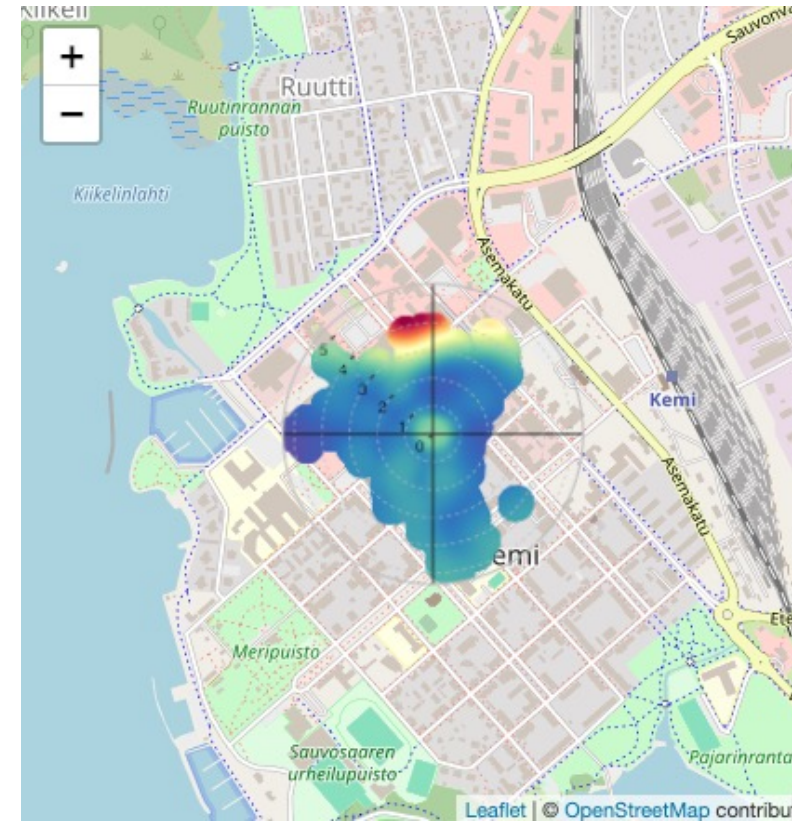 Kiikeli
+
−
Ruutti
Ruutinrannan
puisto
Kiikelinlahti
Asemakatu
5
4
3
2
1
0
Kemi
Asemakatu
emi
Meripuisto
Sauvosaaren
urheilupuisto
Pajarinranta
Leaflet | © OpenStreetMap contribu